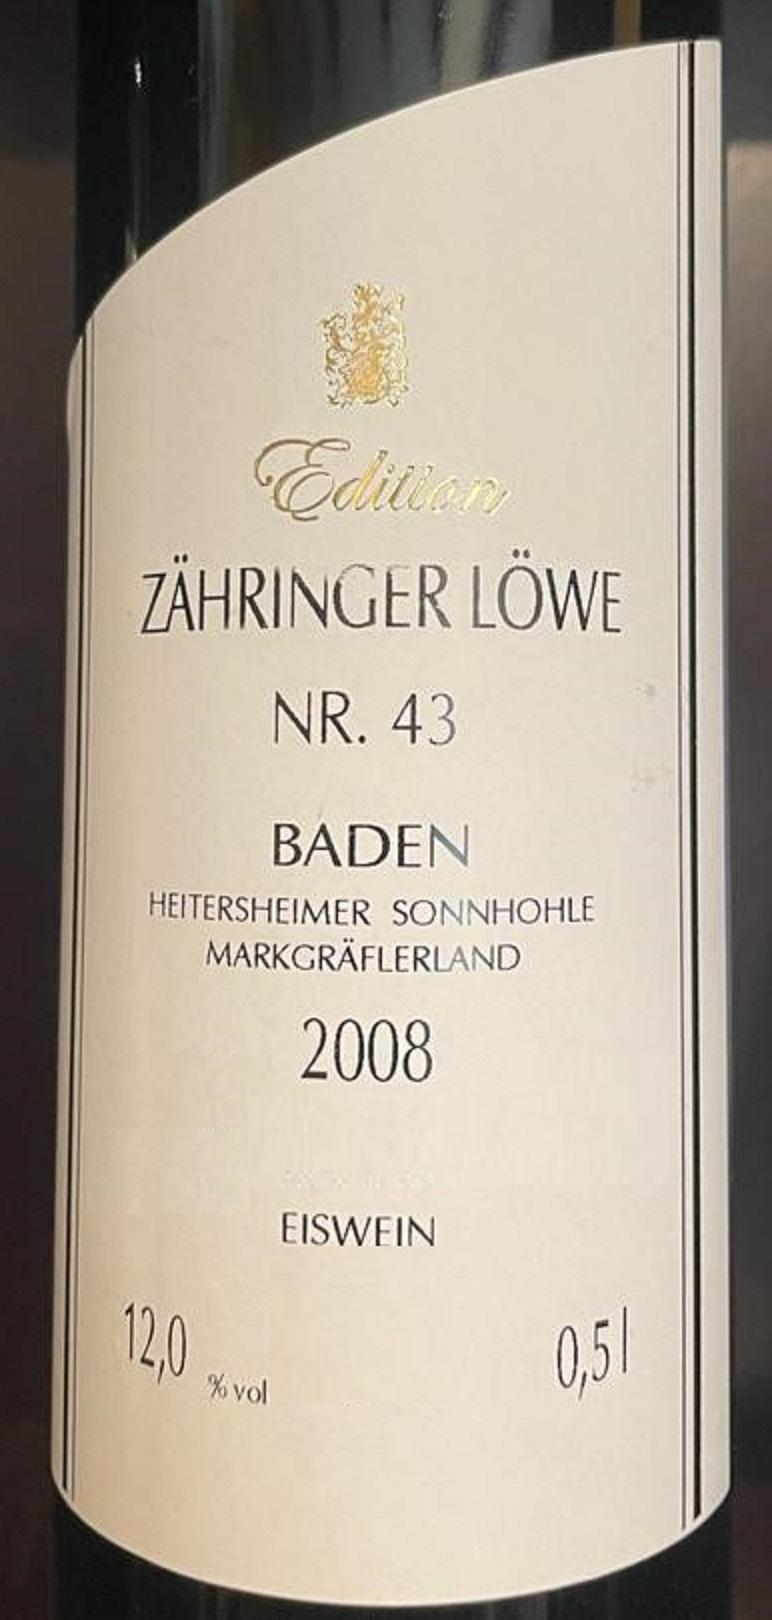 Edition
ZÄHRINGER LÖWE
NR. 43
BADEN
HEITERSHEIMER SONNHOHLE
MARKGRÄFLERLAND
2008
EISWEIN
12,0 % vol
0,5 l